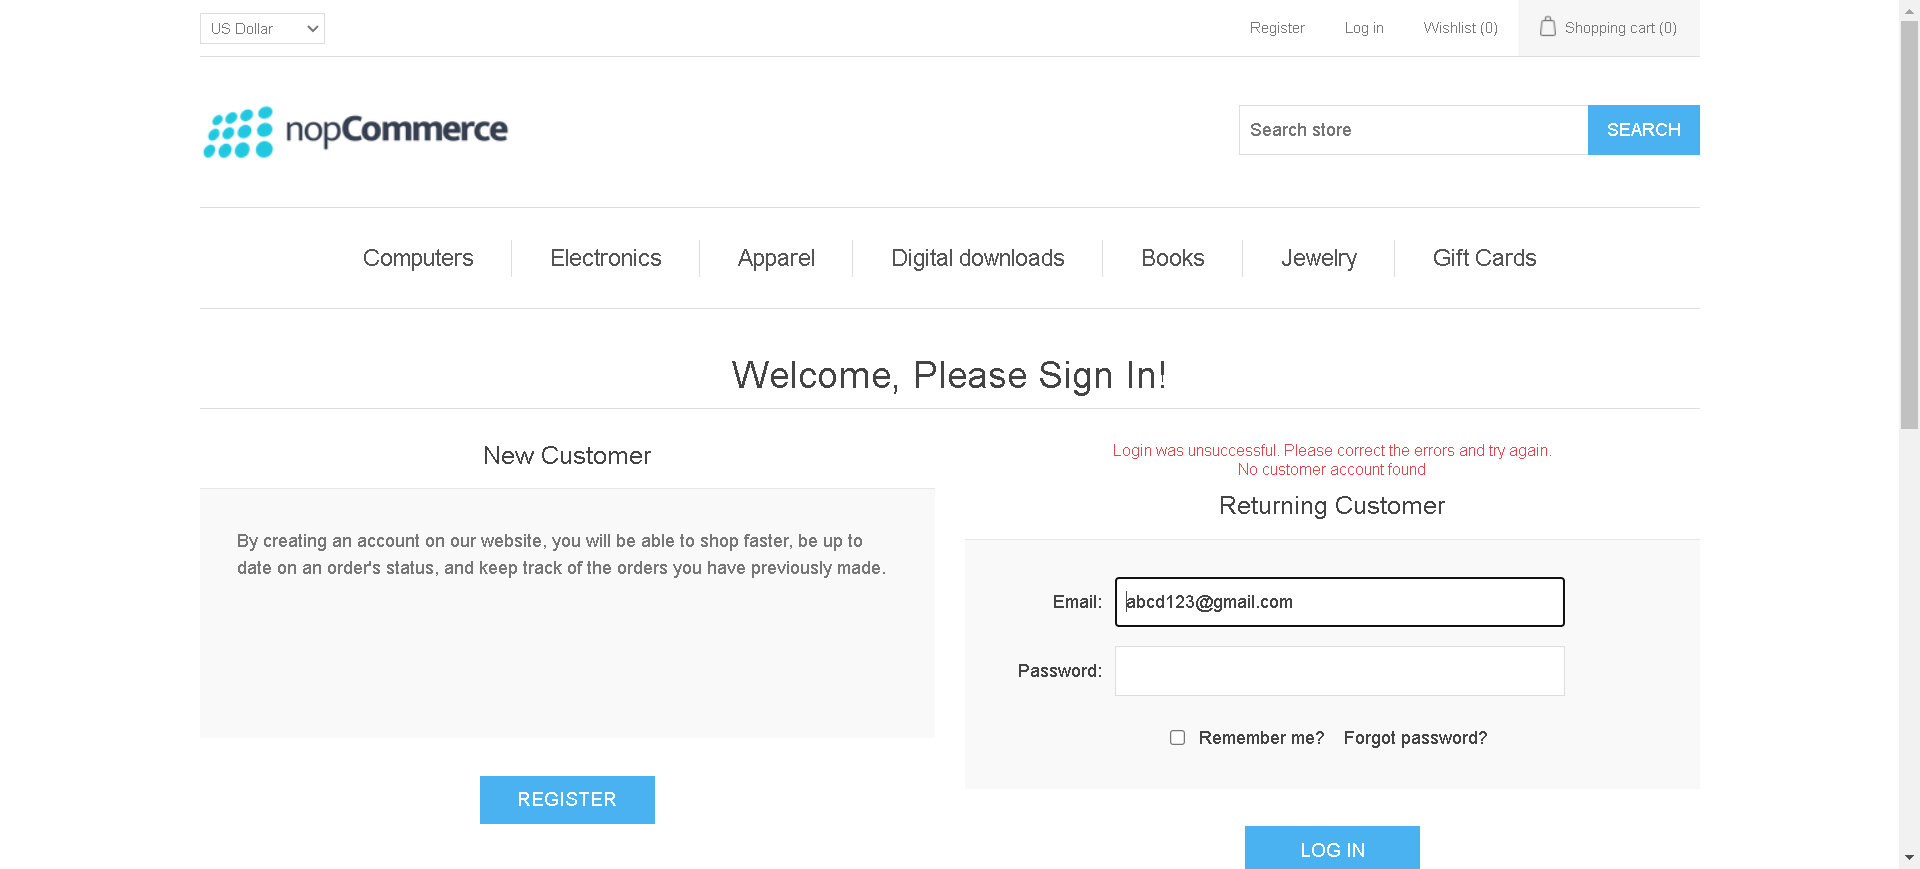 US Dollar
Register
Log in
Wishlist (0)
Shopping cart (0)
nopCommerce
Search store
SEARCH
Computers
Electronics
Apparel
Digital downloads
Books
Jewelry
Gift Cards
Welcome, Please Sign In!
New Customer
By creating an account on our website, you will be able to shop faster, be up to
date on an order's status, and keep track of the orders you have previously made.
REGISTER
Login was unsuccessful. Please correct the errors and try again.
No customer account found
Returning Customer
Email: abcd123@gmail.com
Password:
Remember me?
Forgot password?
LOG IN